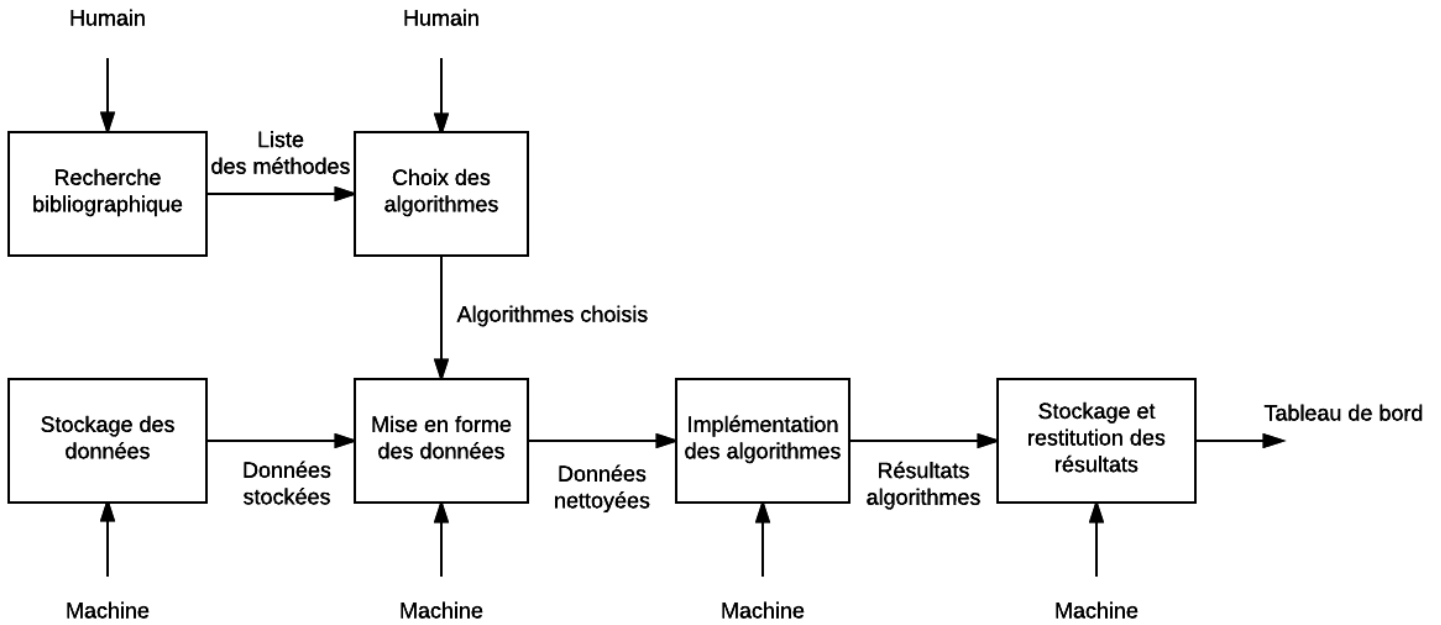 Humain
Humain
Liste
des méthodes
Recherche
bibliographique
Choix des
algorithmes
Algorithmes choisis
Stockage des
données
Données
stockées
Mise en forme
des données
Données
nettoyées
Implémentation
des algorithmes
Résultats
algorithmes
Stockage et
restitution des
résultats
Tableau de bord
Machine
Machine
Machine
Machine